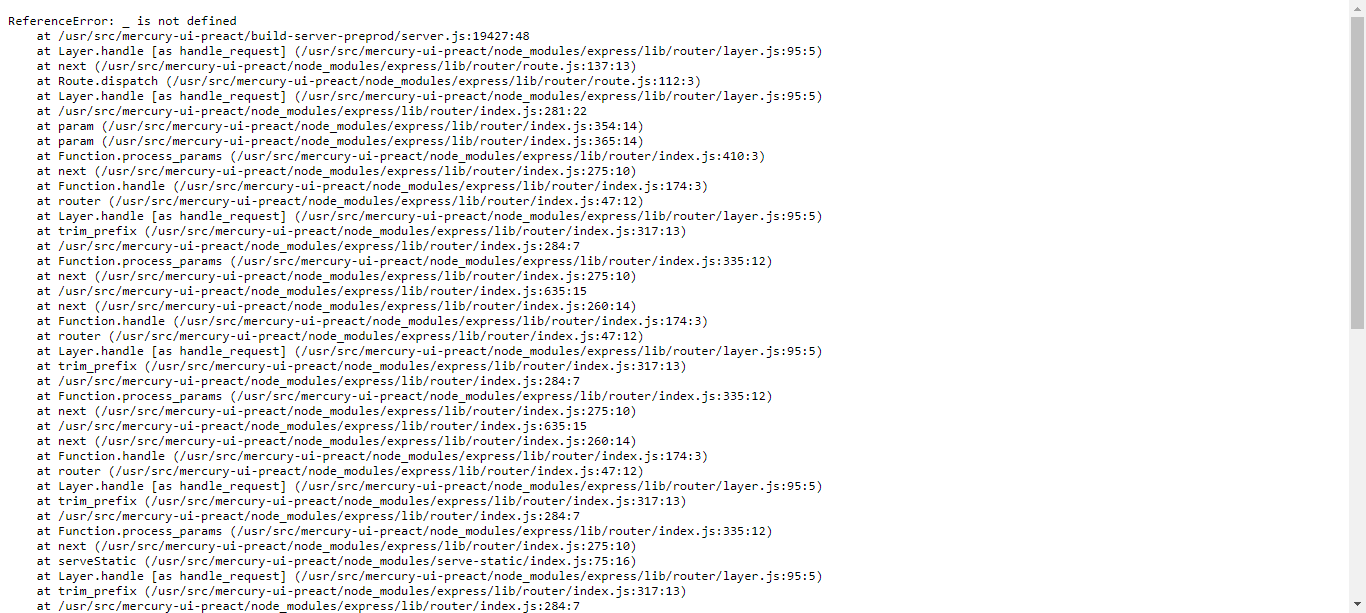 ReferenceError: _ is not defined
at /usr/src/mercury-ui-preact/build-server-preprod/server.js:19427:48
at Layer.handle [as handle_request] (/usr/src/mercury-ui-preact/node_modules/express/lib/router/layer.js:95:5)
at next (/usr/src/mercury-ui-preact/node_modules/express/lib/router/route.js:137:13)
at Route.dispatch (/usr/src/mercury-ui-preact/node_modules/express/lib/router/route.js:112:3)
at Layer.handle [as handle_request] (/usr/src/mercury-ui-preact/node_modules/express/lib/router/layer.js:95:5)
at /usr/src/mercury-ui-preact/node_modules/express/lib/router/index.js:281:22
at param (/usr/src/mercury-ui-preact/node_modules/express/lib/router/index.js:354:14)
at param (/usr/src/mercury-ui-preact/node_modules/express/lib/router/index.js:365:14)
at Function.process_params (/usr/src/mercury-ui-preact/node_modules/express/lib/router/index.js:410:3)
at next (/usr/src/mercury-ui-preact/node_modules/express/lib/router/index.js:275:10)
at Function.handle (/usr/src/mercury-ui-preact/node_modules/express/lib/router/index.js:174:3)
at router (/usr/src/mercury-ui-preact/node_modules/express/lib/router/index.js:47:12)
at Layer.handle [as handle_request] (/usr/src/mercury-ui-preact/node_modules/express/lib/router/layer.js:95:5)
at trim_prefix (/usr/src/mercury-ui-preact/node_modules/express/lib/router/index.js:317:13)
at /usr/src/mercury-ui-preact/node_modules/express/lib/router/index.js:284:7
at Function.process_params (/usr/src/mercury-ui-preact/node_modules/express/lib/router/index.js:335:12)
at next (/usr/src/mercury-ui-preact/node_modules/express/lib/router/index.js:275:10)
at /usr/src/mercury-ui-preact/node_modules/express/lib/router/index.js:635:15
at next (/usr/src/mercury-ui-preact/node_modules/express/lib/router/index.js:260:14)
at Function.handle (/usr/src/mercury-ui-preact/node_modules/express/lib/router/index.js:174:3)
at router (/usr/src/mercury-ui-preact/node_modules/express/lib/router/index.js:47:12)
at Layer.handle [as handle_request] (/usr/src/mercury-ui-preact/node_modules/express/lib/router/layer.js:95:5)
at trim_prefix (/usr/src/mercury-ui-preact/node_modules/express/lib/router/index.js:317:13)
at /usr/src/mercury-ui-preact/node_modules/express/lib/router/index.js:284:7
at Function.process_params (/usr/src/mercury-ui-preact/node_modules/express/lib/router/index.js:335:12)
at next (/usr/src/mercury-ui-preact/node_modules/express/lib/router/index.js:275:10)
at /usr/src/mercury-ui-preact/node_modules/express/lib/router/index.js:635:15
at next (/usr/src/mercury-ui-preact/node_modules/express/lib/router/index.js:260:14)
at Function.handle (/usr/src/mercury-ui-preact/node_modules/express/lib/router/index.js:174:3)
at router (/usr/src/mercury-ui-preact/node_modules/express/lib/router/index.js:47:12)
at Layer.handle [as handle_request] (/usr/src/mercury-ui-preact/node_modules/express/lib/router/layer.js:95:5)
at trim_prefix (/usr/src/mercury-ui-preact/node_modules/express/lib/router/index.js:317:13)
at /usr/src/mercury-ui-preact/node_modules/express/lib/router/index.js:284:7
at Function.process_params (/usr/src/mercury-ui-preact/node_modules/express/lib/router/index.js:335:12)
at next (/usr/src/mercury-ui-preact/node_modules/express/lib/router/index.js:275:10)
at serveStatic (/usr/src/mercury-ui-preact/node_modules/serve-static/index.js:75:16)
at Layer.handle [as handle_request] (/usr/src/mercury-ui-preact/node_modules/express/lib/router/layer.js:95:5)
at trim_prefix (/usr/src/mercury-ui-preact/node_modules/express/lib/router/index.js:317:13)
at /usr/src/mercury-ui-preact/node_modules/express/lib/router/index.js:284:7